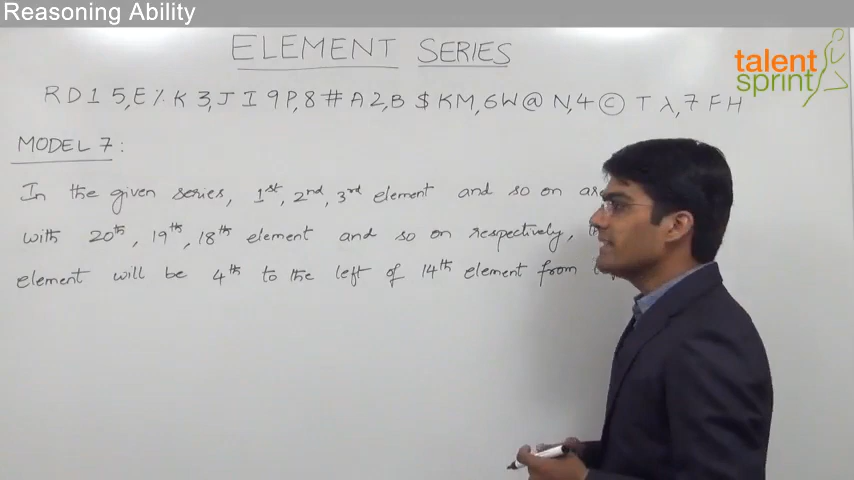 Reasoning Ability
ELEMENT SERIES
talent
sprint
R D 1 5, E % K 3, J I 9 P, 8 # A 2, B $ K M, 6 W @ N, 4 © T λ, 7 F H
MODEL 7:
In the given series, 1st, 2nd, 3rd element and so on
with 20th, 19th, 18th element and so on respectively,
element will be 4th to the left of 14th element from